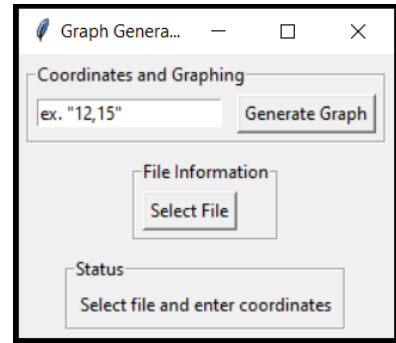 Graph Genera...
Coordinates and Graphing
ex. "12,15" Generate Graph
File Information
Select File
Status
Select file and enter coordinates